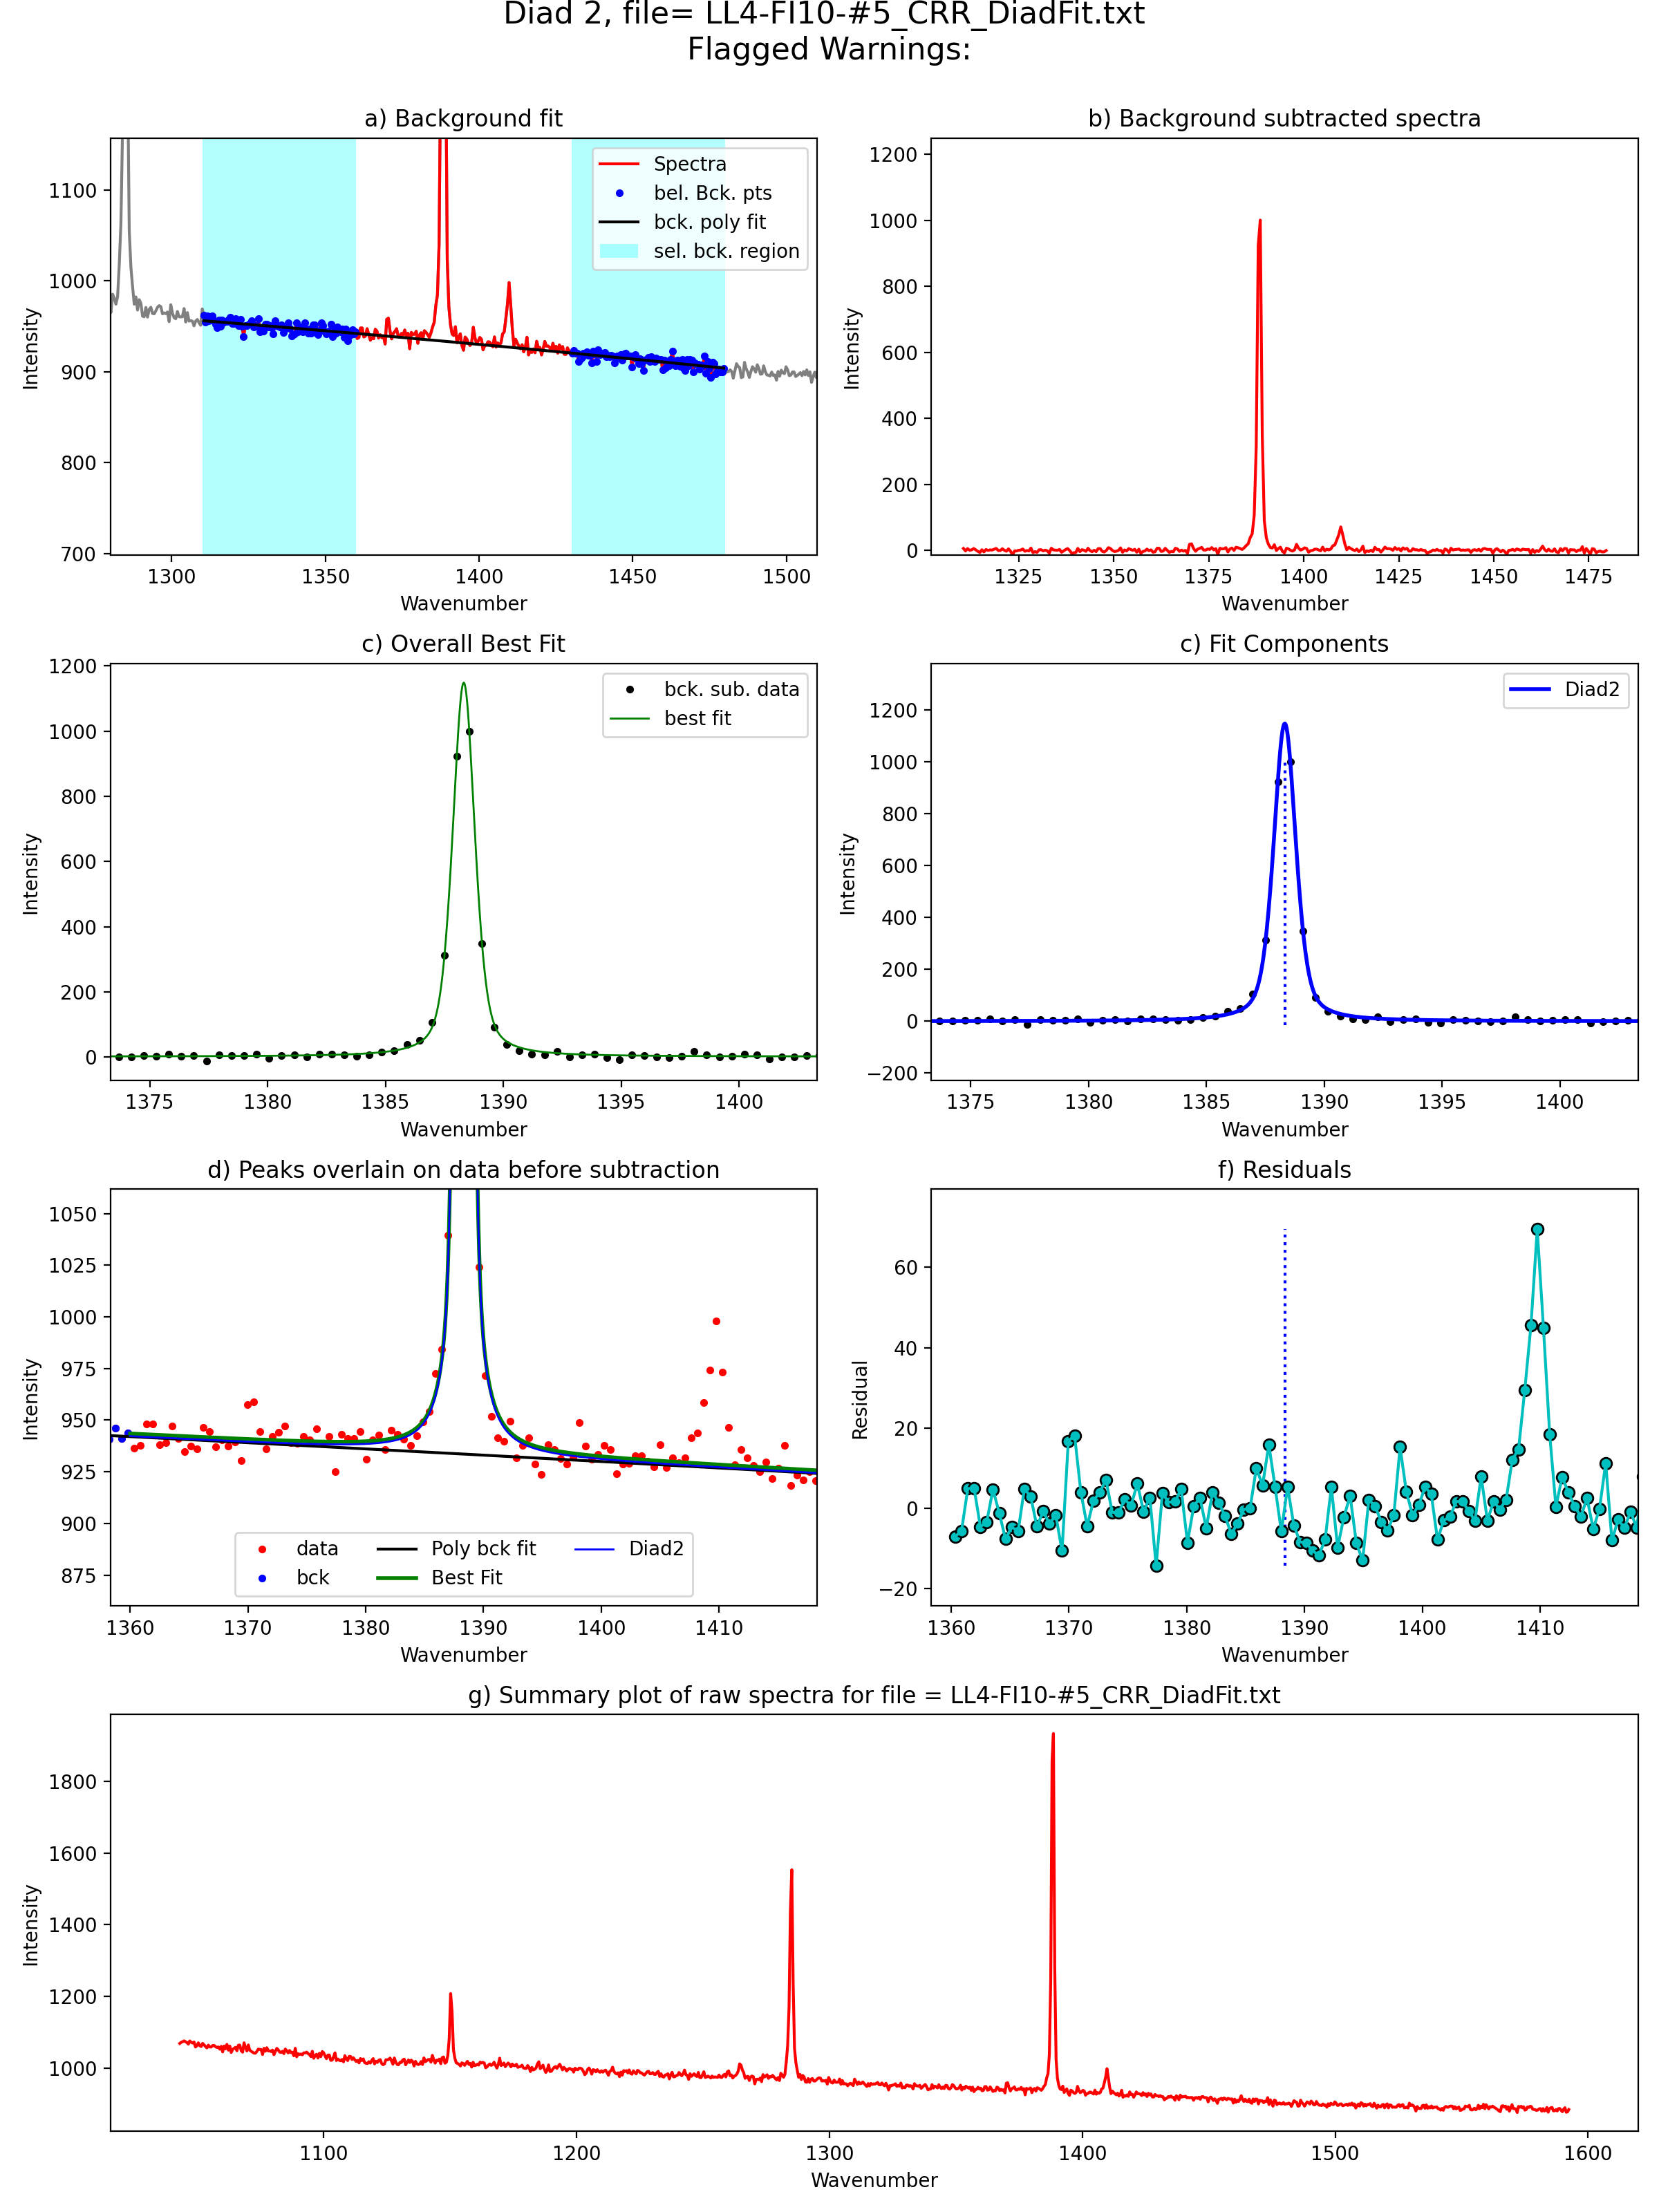 Diad 2, file= LL4-FI10-#5_CRR_DiadFit.txt
Flagged Warnings:
a) Background fit
Intensity
1100
1000
900
800
700
1300 1350 1400 1450 1500
Wavenumber
Spectra
bel. Bck. pts
bck. poly fit
sel. bck. region
b) Background subtracted spectra
Intensity
1200
1000
800
600
400
200
0
1325 1350 1375 1400 1425 1450 1475
Wavenumber
c) Overall Best Fit
Intensity
1200
1000
800
600
400
200
0
1375 1380 1385 1390 1395 1400
Wavenumber
bck. sub. data
best fit
c) Fit Components
Intensity
1200
1000
800
600
400
200
0
−200
1375 1380 1385 1390 1395 1400
Wavenumber
Diad2
d) Peaks overlain on data before subtraction
Intensity
1050
1025
1000
975
950
925
900
875
1360 1370 1380 1390 1400 1410
Wavenumber
data
bck
Poly bck fit
Best Fit
Diad2
f) Residuals
Residual
60
40
20
0
−20
1360 1370 1380 1390 1400 1410
Wavenumber
g) Summary plot of raw spectra for file = LL4-FI10-#5_CRR_DiadFit.txt
Intensity
1800
1600
1400
1200
1000
1100 1200 1300 1400 1500 1600
Wavenumber